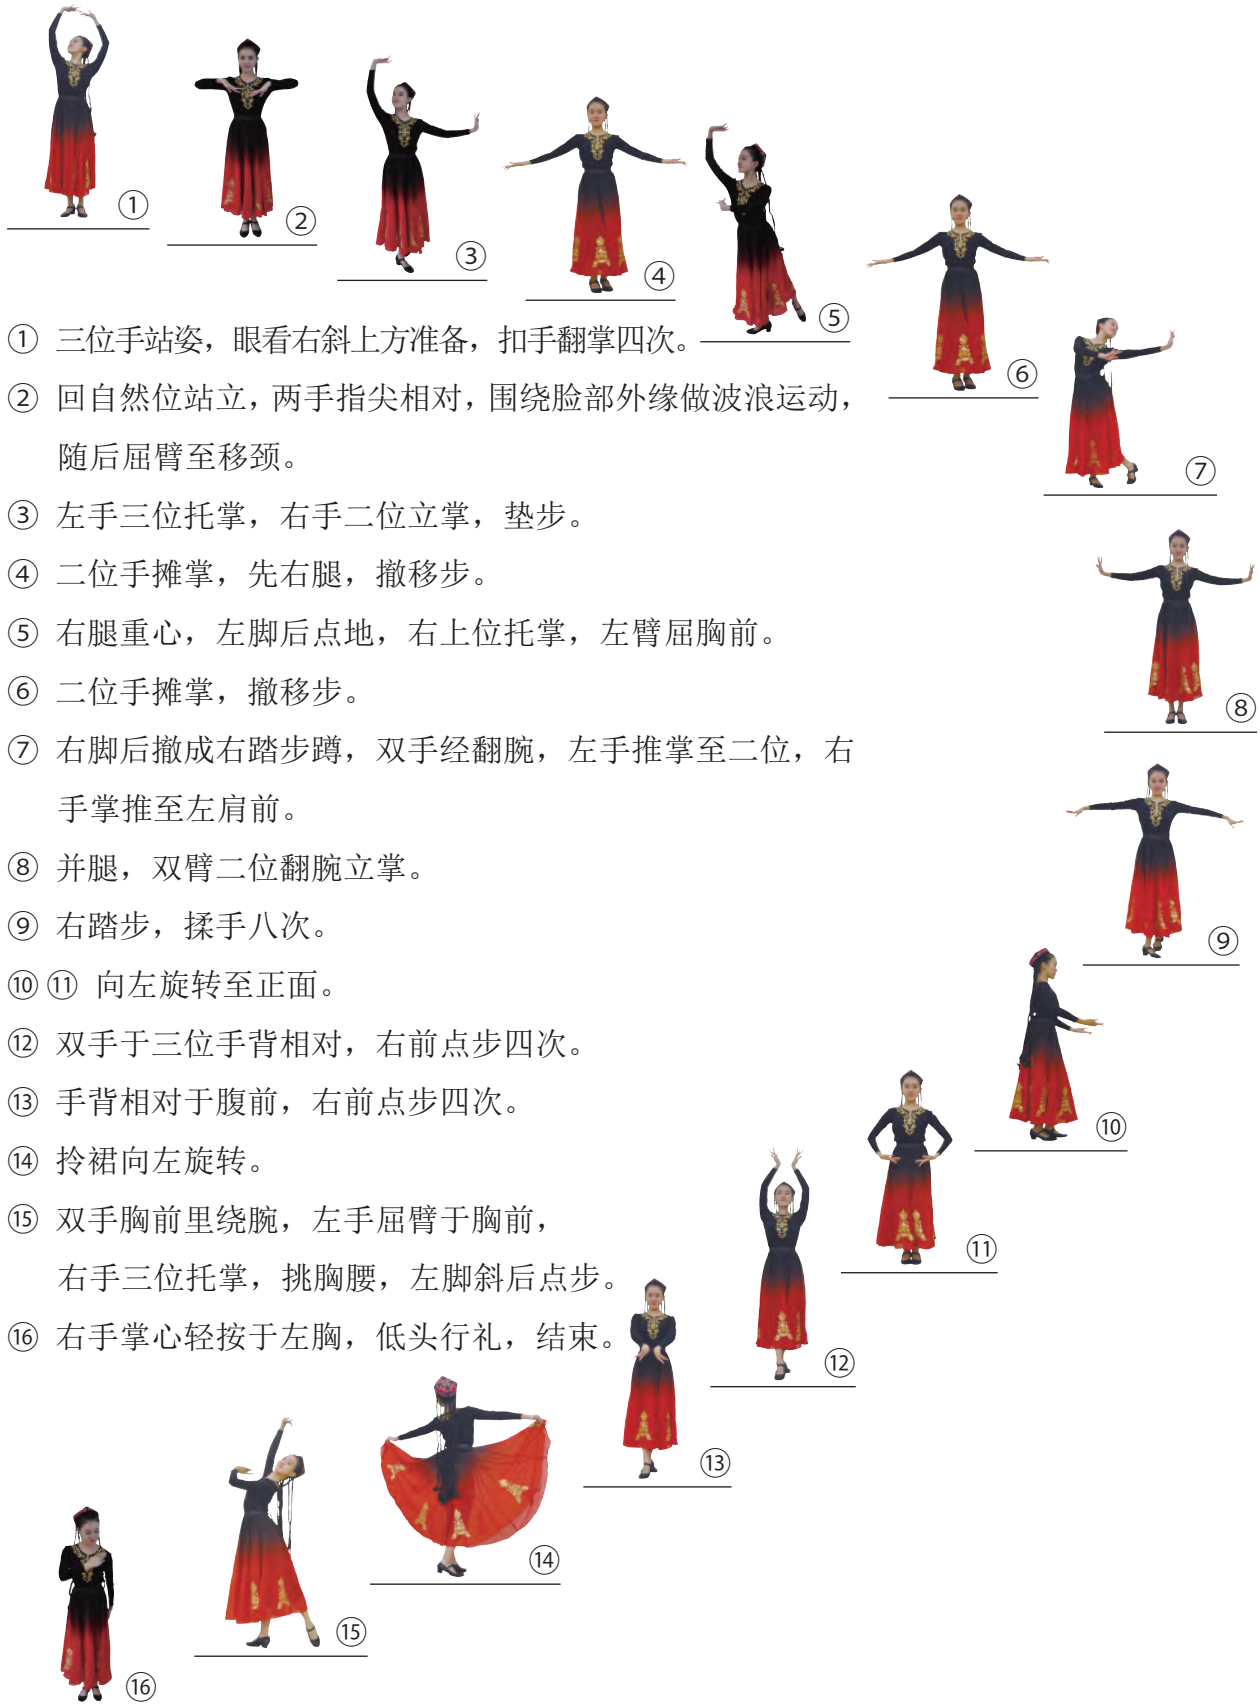 ①
②
③
④
⑤
⑥
⑦
⑧
⑨
⑩
⑪
⑫
⑬
⑭
⑮
⑯
① 三位手站姿，眼看右斜上方准备，扣手翻掌四次。
② 回自然位站立，两手指尖相对，围绕脸部外缘做波浪运动，
随后屈臂至移颈。
③ 左手三位托掌，右手二位立掌，垫步。
④ 二位手摊掌，先右腿，撤移步。
⑤ 右腿重心，左脚后点地，右上位托掌，左臂屈胸前。
⑥ 二位手摊掌，撤移步。
⑦ 右脚后撤成右踏步蹲，双手经翻腕，左手推掌至二位，右
手掌推至左肩前。
⑧ 并腿，双臂二位翻腕立掌。
⑨ 右踏步，揉手八次。
⑩⑪ 向左旋转至正面。
⑫ 双手于三位手背相对，右前点步四次。
⑬ 手背相对于腹前，右前点步四次。
⑭ 拎裙向左旋转。
⑮ 双手胸前里绕腕，左手屈臂于胸前，
右手三位托掌，挑胸腰，左脚斜后点步。
⑯ 右手掌心轻按于左胸，低头行礼，结束。